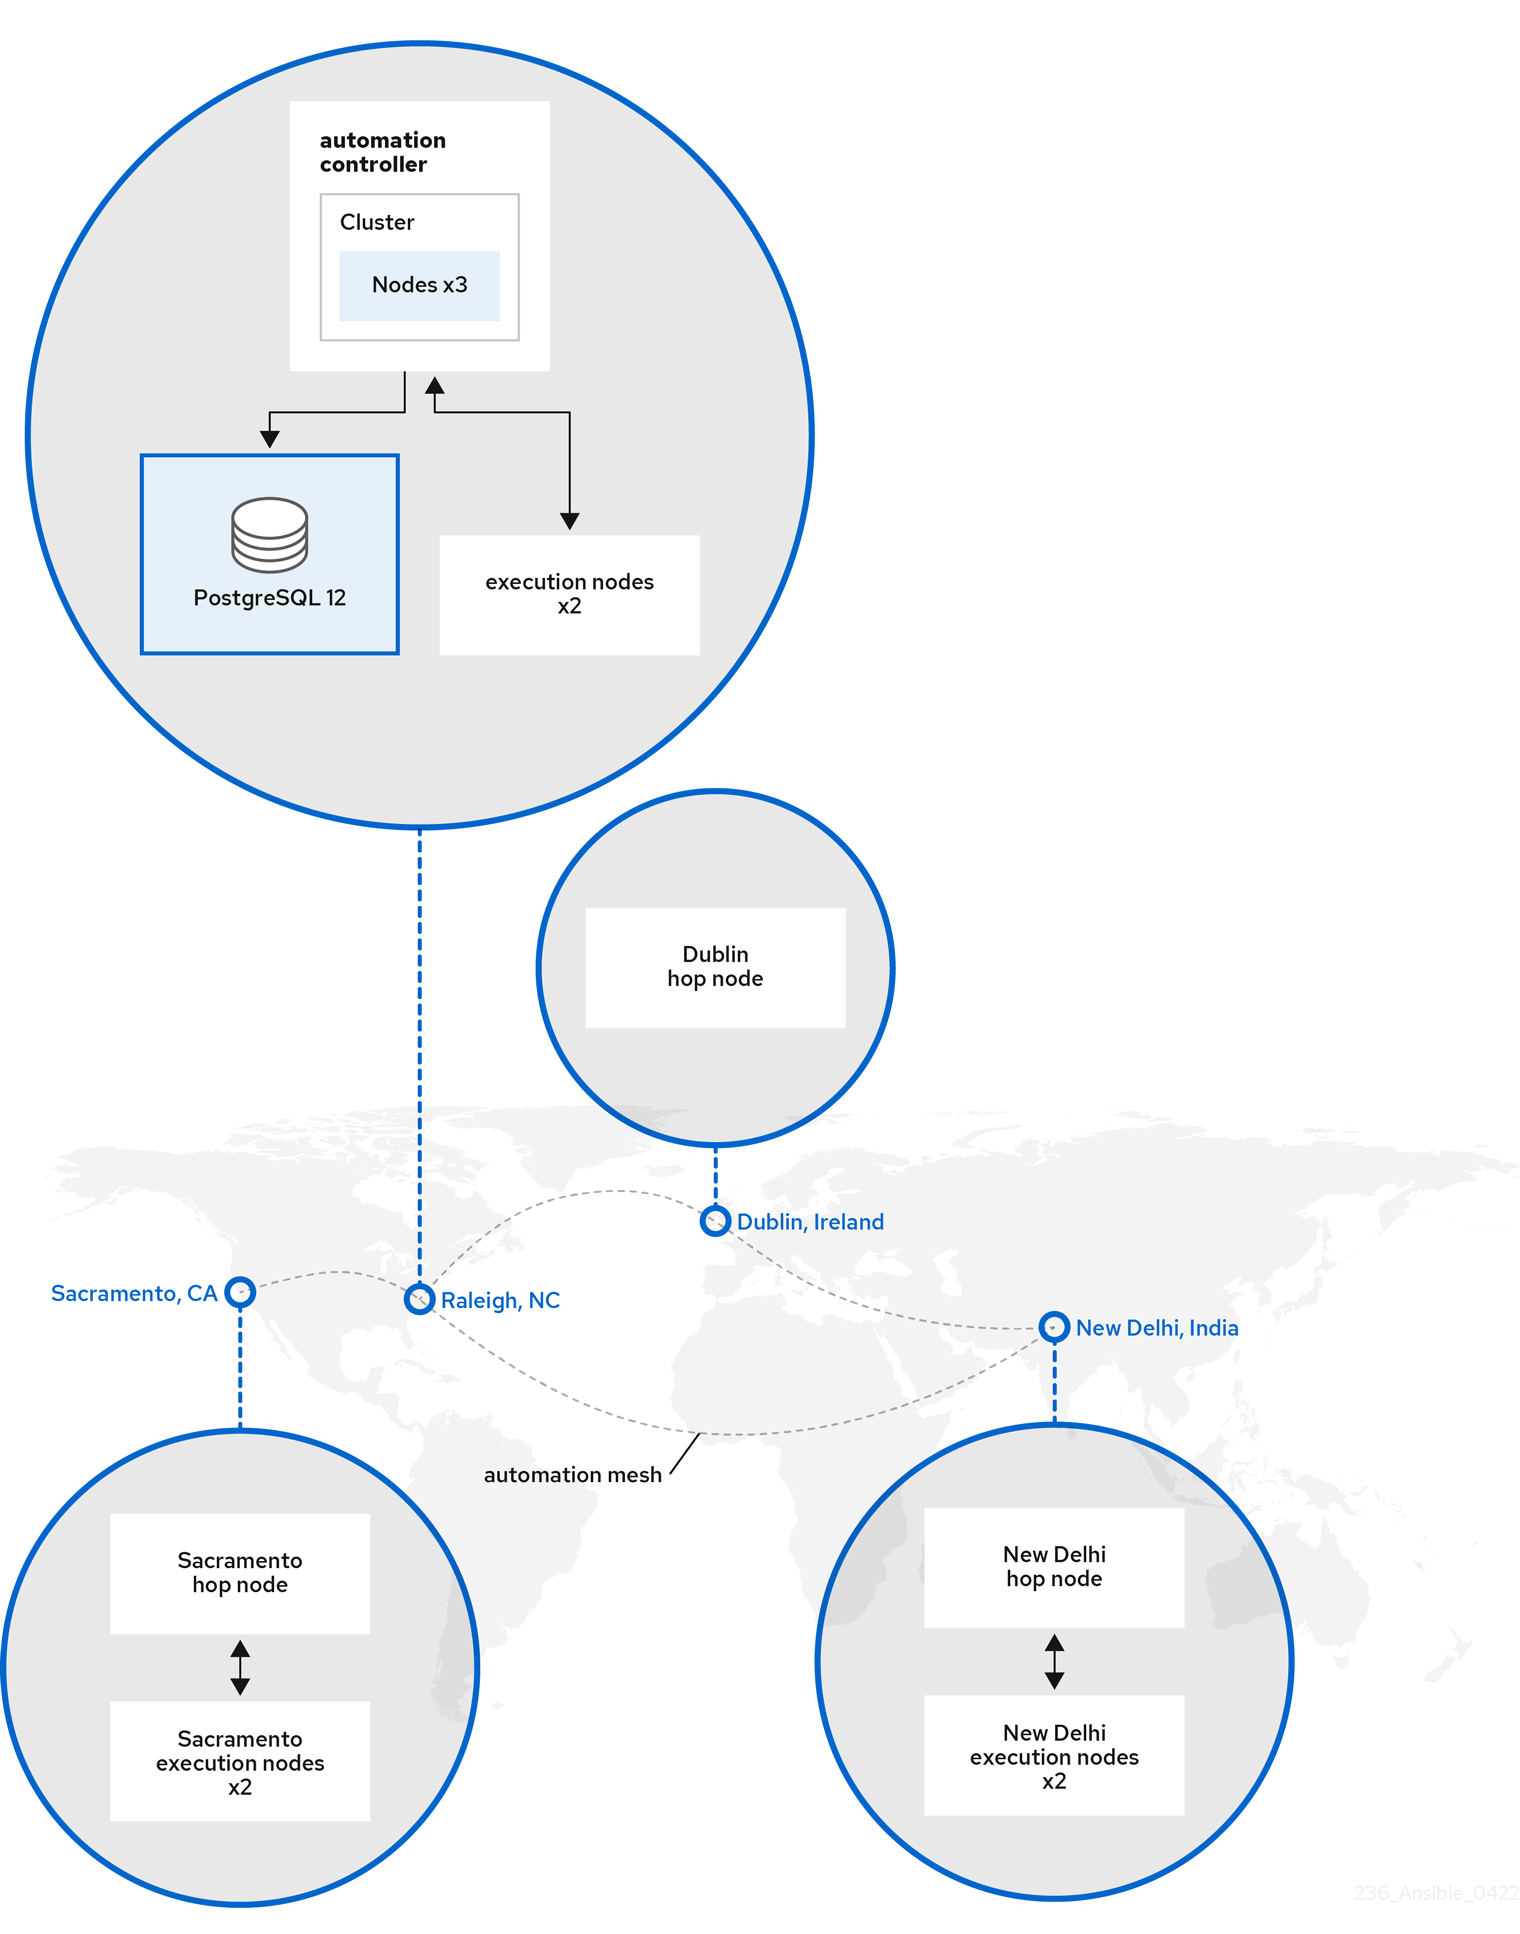 automation
controller
Cluster
Nodes x3
PostgreSQL 12
execution nodes
x2
Dublin
hop node
Dublin, Ireland
Sacramento, CA
Raleigh, NC
New Delhi, India
automation mesh
Sacramento
hop node
Sacramento
execution nodes
x2
New Delhi
hop node
New Delhi
execution nodes
x2
236_Ansible_0422